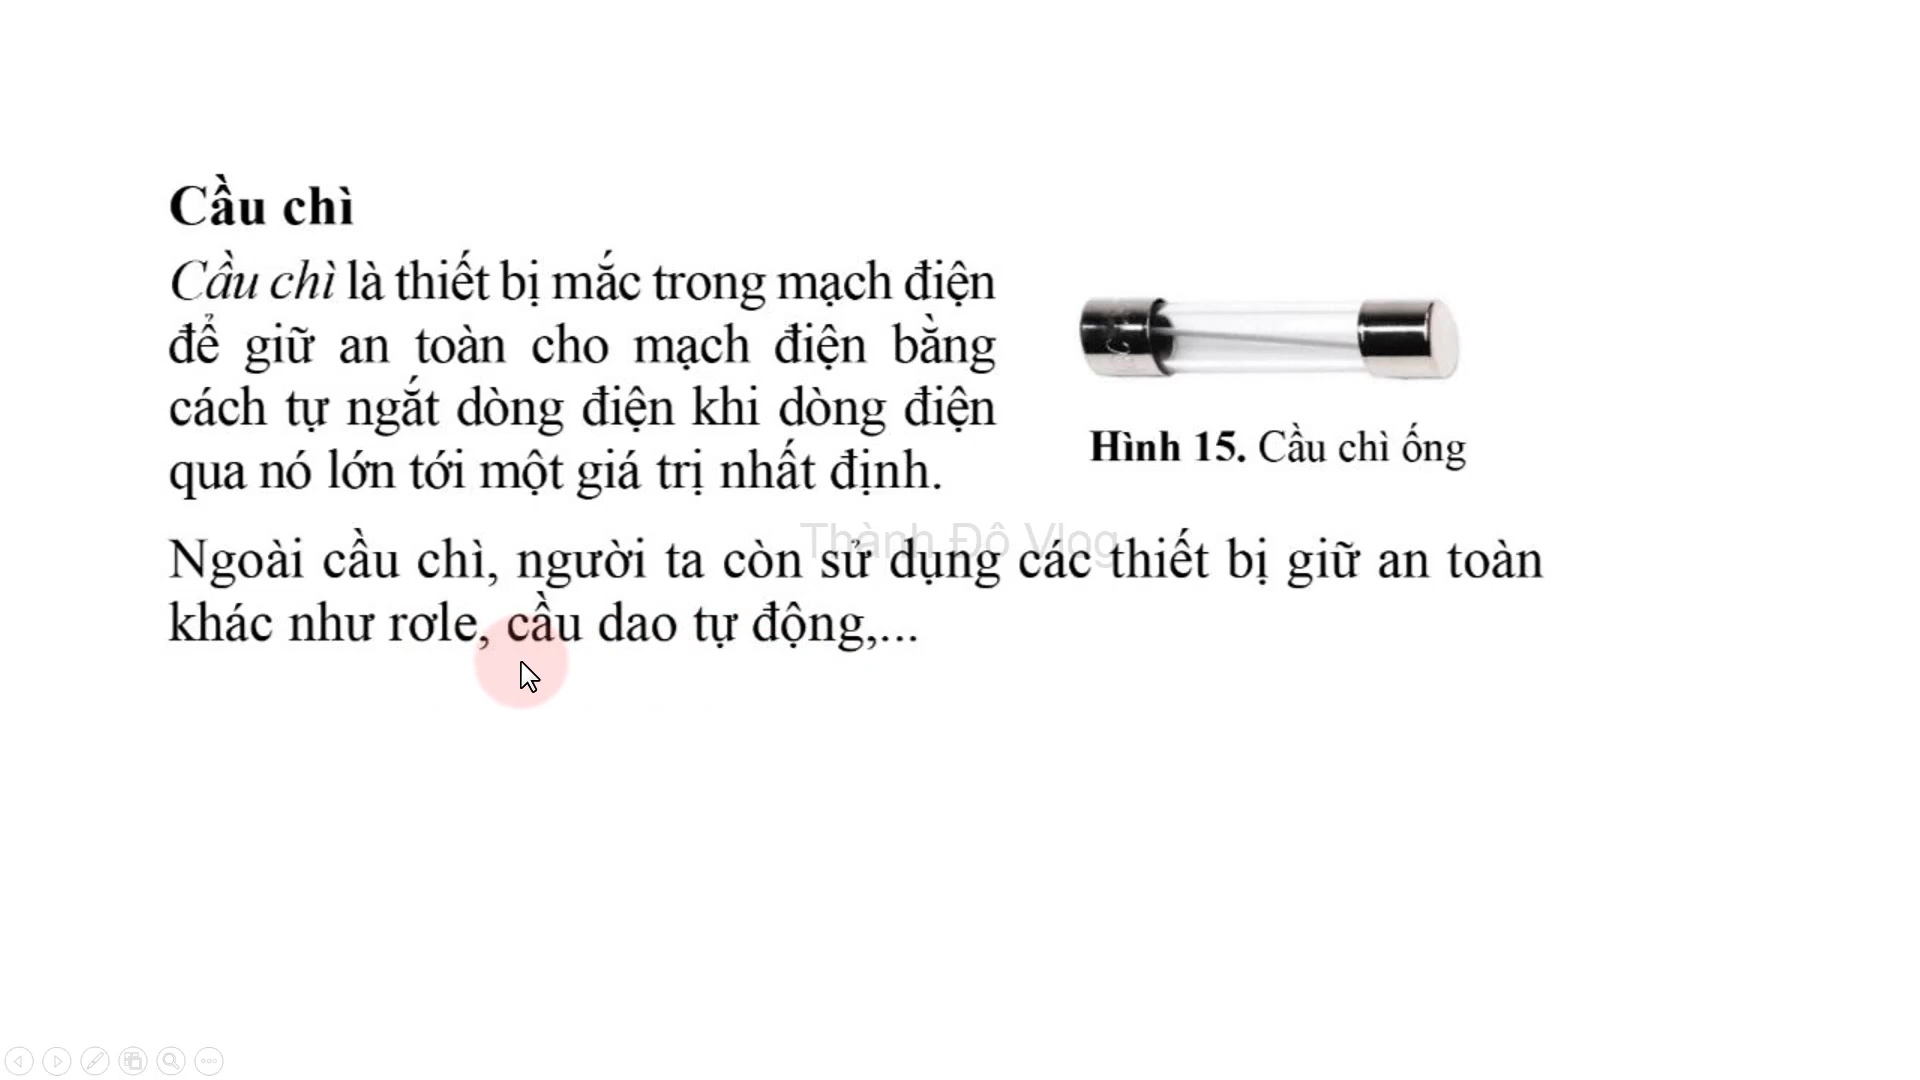 Cầu chì
Cầu chì là thiết bị mắc trong mạch điện
để giữ an toàn cho mạch điện bằng
cách tự ngắt dòng điện khi dòng điện
qua nó lớn tới một giá trị nhất định.
Hình 15. Cầu chì ống
Thành Đô Vlog
Ngoài cầu chì, người ta còn sử dụng các thiết bị giữ an toàn
khác như rơle, cầu dao tự động,...